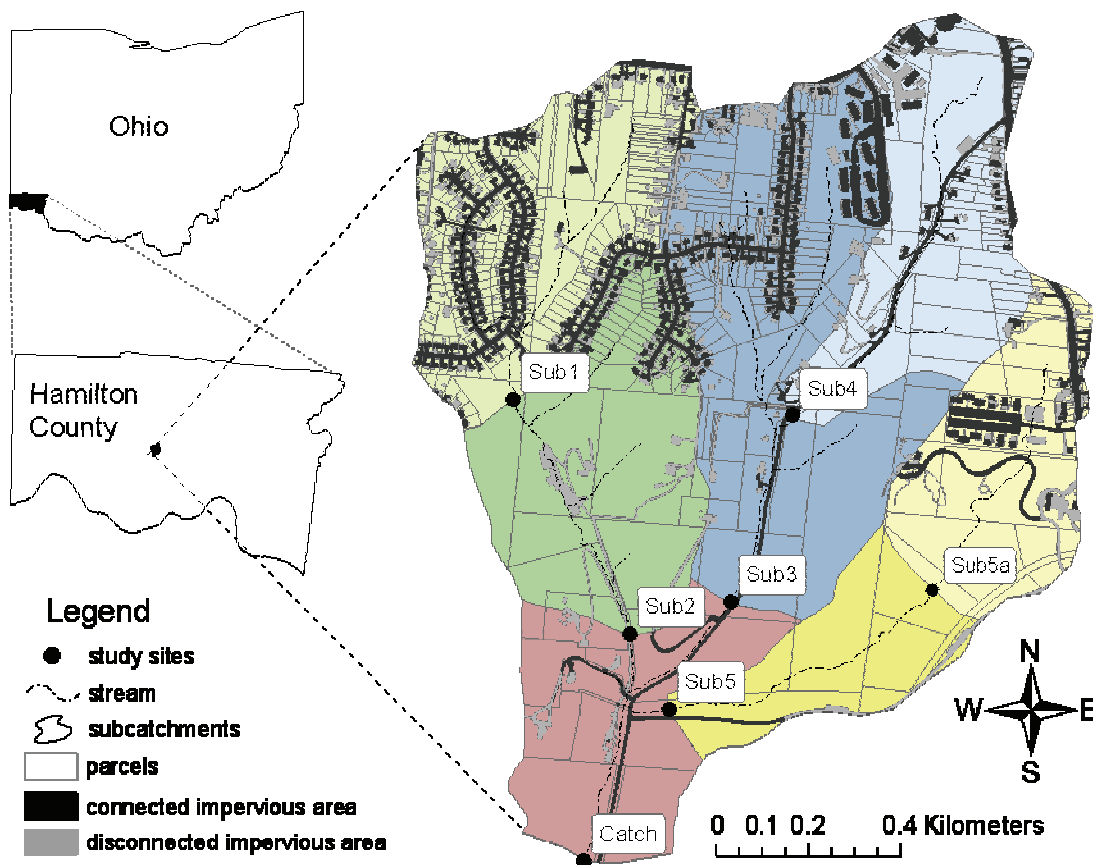 Ohio
Hamilton
County
Legend
study sites
stream
subcatchments
parcels
connected impervious area
disconnected impervious area
Sub1
Sub4
Sub3
Sub5a
Sub2
Sub5
Catch
N
W
E
S
0 0.1 0.2 0.4 Kilometers